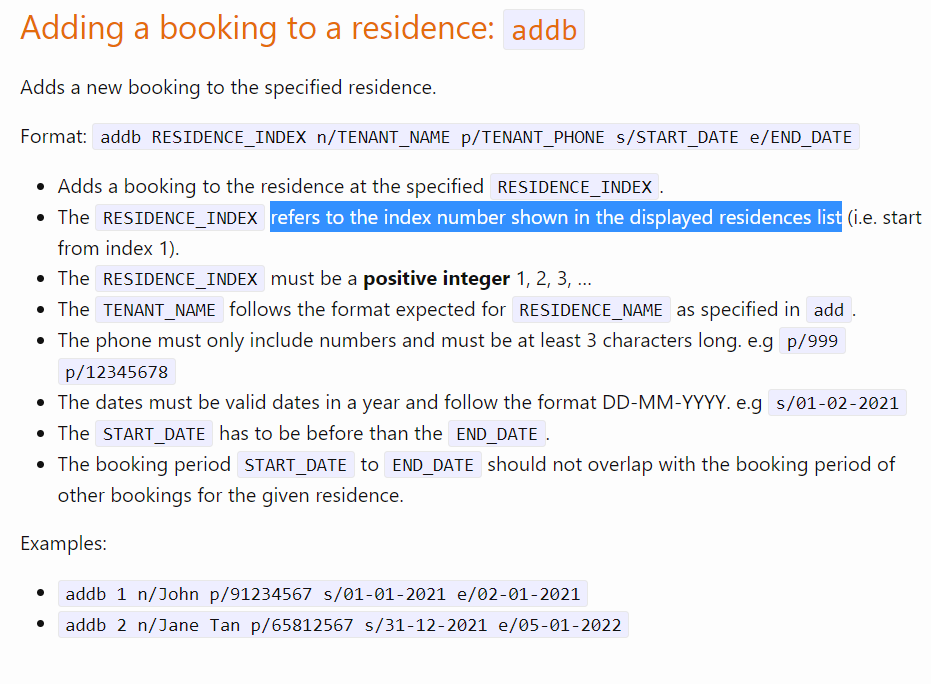 Adding a booking to a residence: addb
Adds a new booking to the specified residence.
Format: addb RESIDENCE_INDEX n/TENANT_NAME p/TENANT_PHONE s/START_DATE e/END_DATE
• Adds a booking to the residence at the specified RESIDENCE_INDEX.
• The RESIDENCE_INDEX refers to the index number shown in the displayed residences list (i.e. start
from index 1).
• The RESIDENCE_INDEX must be a positive integer 1, 2, 3, …
• The TENANT_NAME follows the format expected for RESIDENCE_NAME as specified in add.
• The phone must only include numbers and must be at least 3 characters long. e.g p/999
p/12345678
• The dates must be valid dates in a year and follow the format DD-MM-YYYY. e.g s/01-02-2021
• The START_DATE has to be before than the END_DATE.
• The booking period START_DATE to END_DATE should not overlap with the booking period of
other bookings for the given residence.
Examples:
• addb 1 n/John p/91234567 s/01-01-2021 e/02-01-2021
• addb 2 n/Jane Tan p/65812567 s/31-12-2021 e/05-01-2022